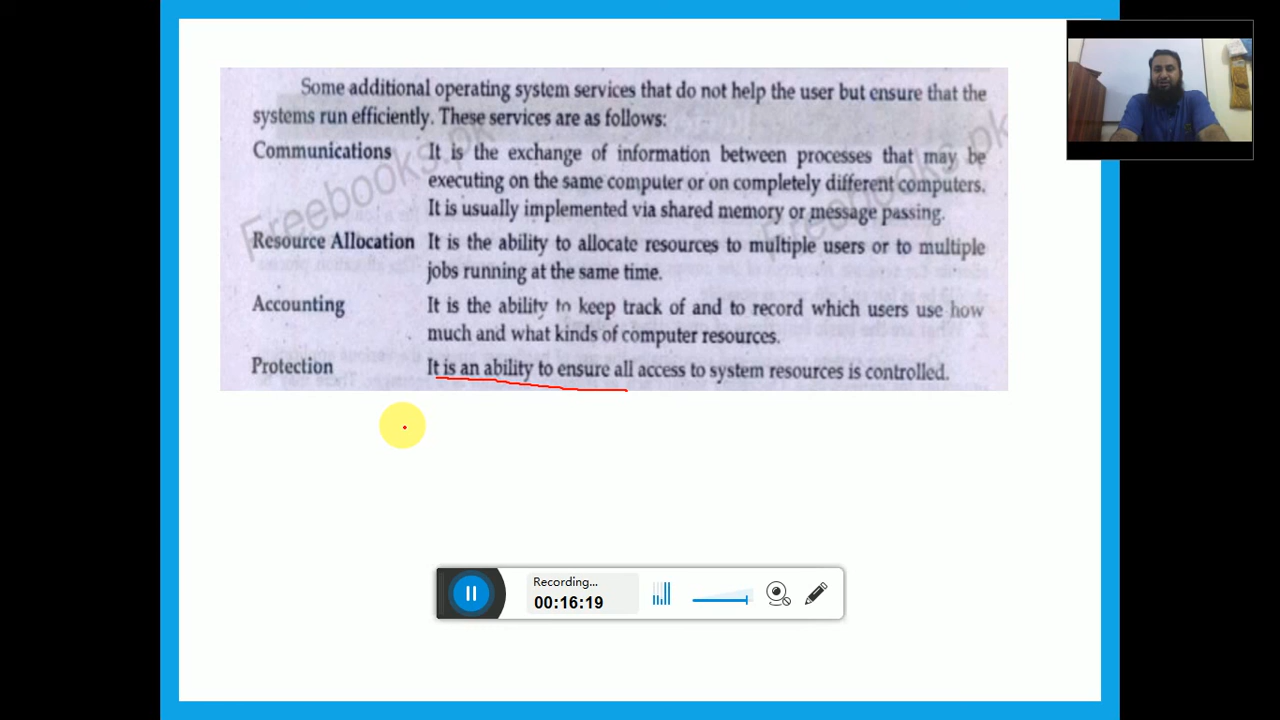 Some additional operating system services that do not help the user but ensure that the
systems run efficiently. These services are as follows:
Communications It is the exchange of information between processes that may be
executing on the same computer or on completely different computers.
It is usually implemented via shared memory or message passing.
Resource Allocation It is the ability to allocate resources to multiple users or to multiple
jobs running at the same time.
Accounting It is the ability to keep track of and to record which users use how
much and what kinds of computer resources.
Protection It is an ability to ensure all access to system resources is controlled.
Freebooks.pk
Freebooks.pk
Recording...
00:16:19